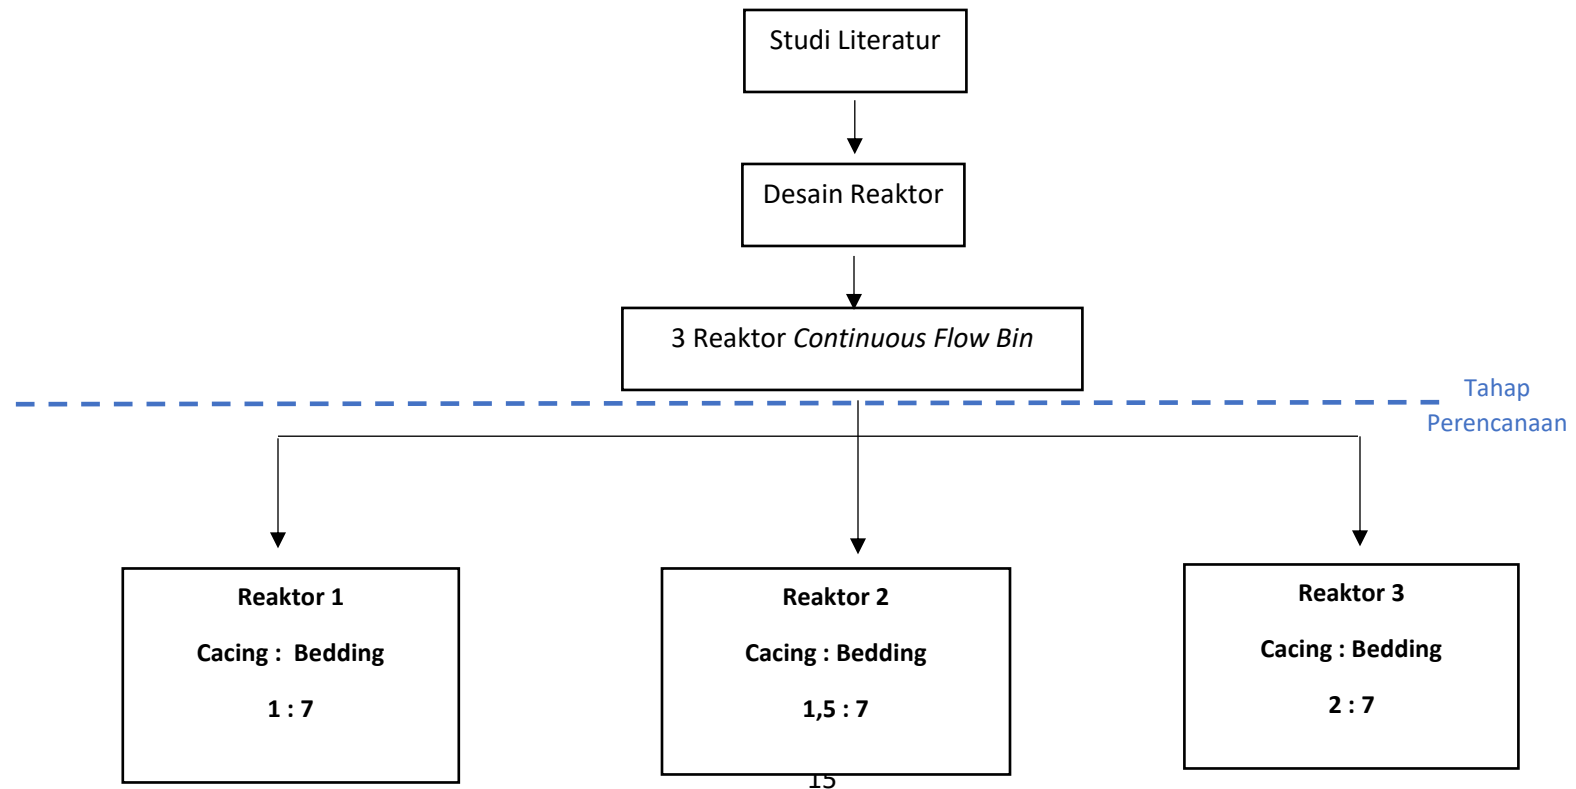 Studi Literatur
Desain Reaktor
3 Reaktor Continuous Flow Bin
Tahap
Perencanaan
Reaktor 1
Cacing :  Bedding
1 : 7
Reaktor 2
Cacing : Bedding
1,5 : 7
Reaktor 3
Cacing : Bedding
2 : 7
15